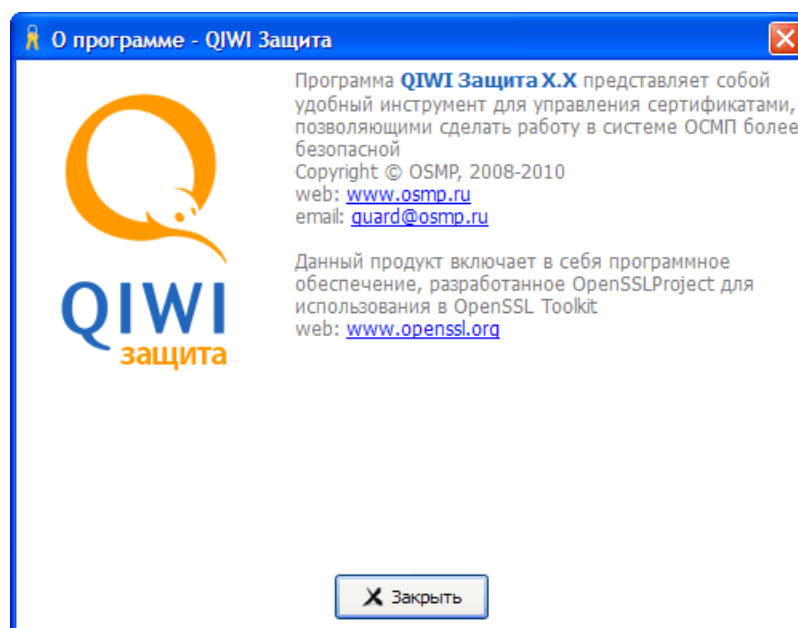 О программе - QIWI Защита
Программа QIWI Защита X.X представляет собой
удобный инструмент для управления сертификатами,
позволяющими сделать работу в системе ОСМП более
безопасной
Copyright © OSMP, 2008-2010
web: www.osmp.ru
email: guard@osmp.ru
Данный продукт включает в себя программное
обеспечение, разработанное OpenSSLProject для
использования в OpenSSL Toolkit
web: www.openssl.org
QIWI
защита
Закрыть